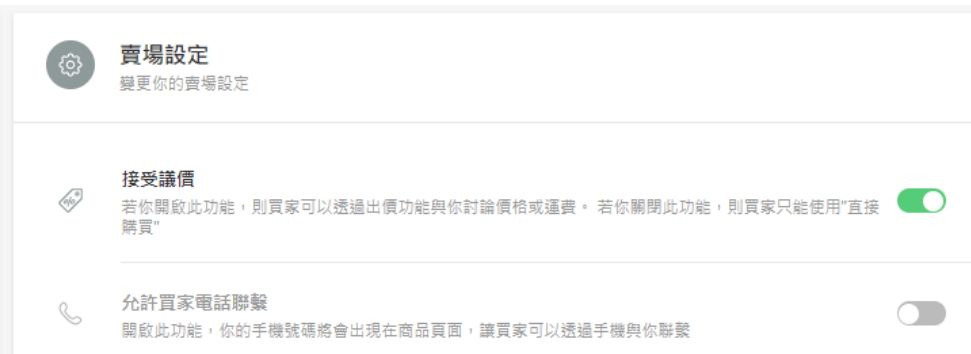 賣場設定
變更你的賣場設定
接受議價
若你開啟此功能，則買家可以透過出價功能與你討論價格或運費。 若你關閉此功能，則買家只能使用"直接
購買"
允許買家電話聯繫
開啟此功能，你的手機號碼將會出現在商品頁面，讓買家可以透過手機與你聯繫